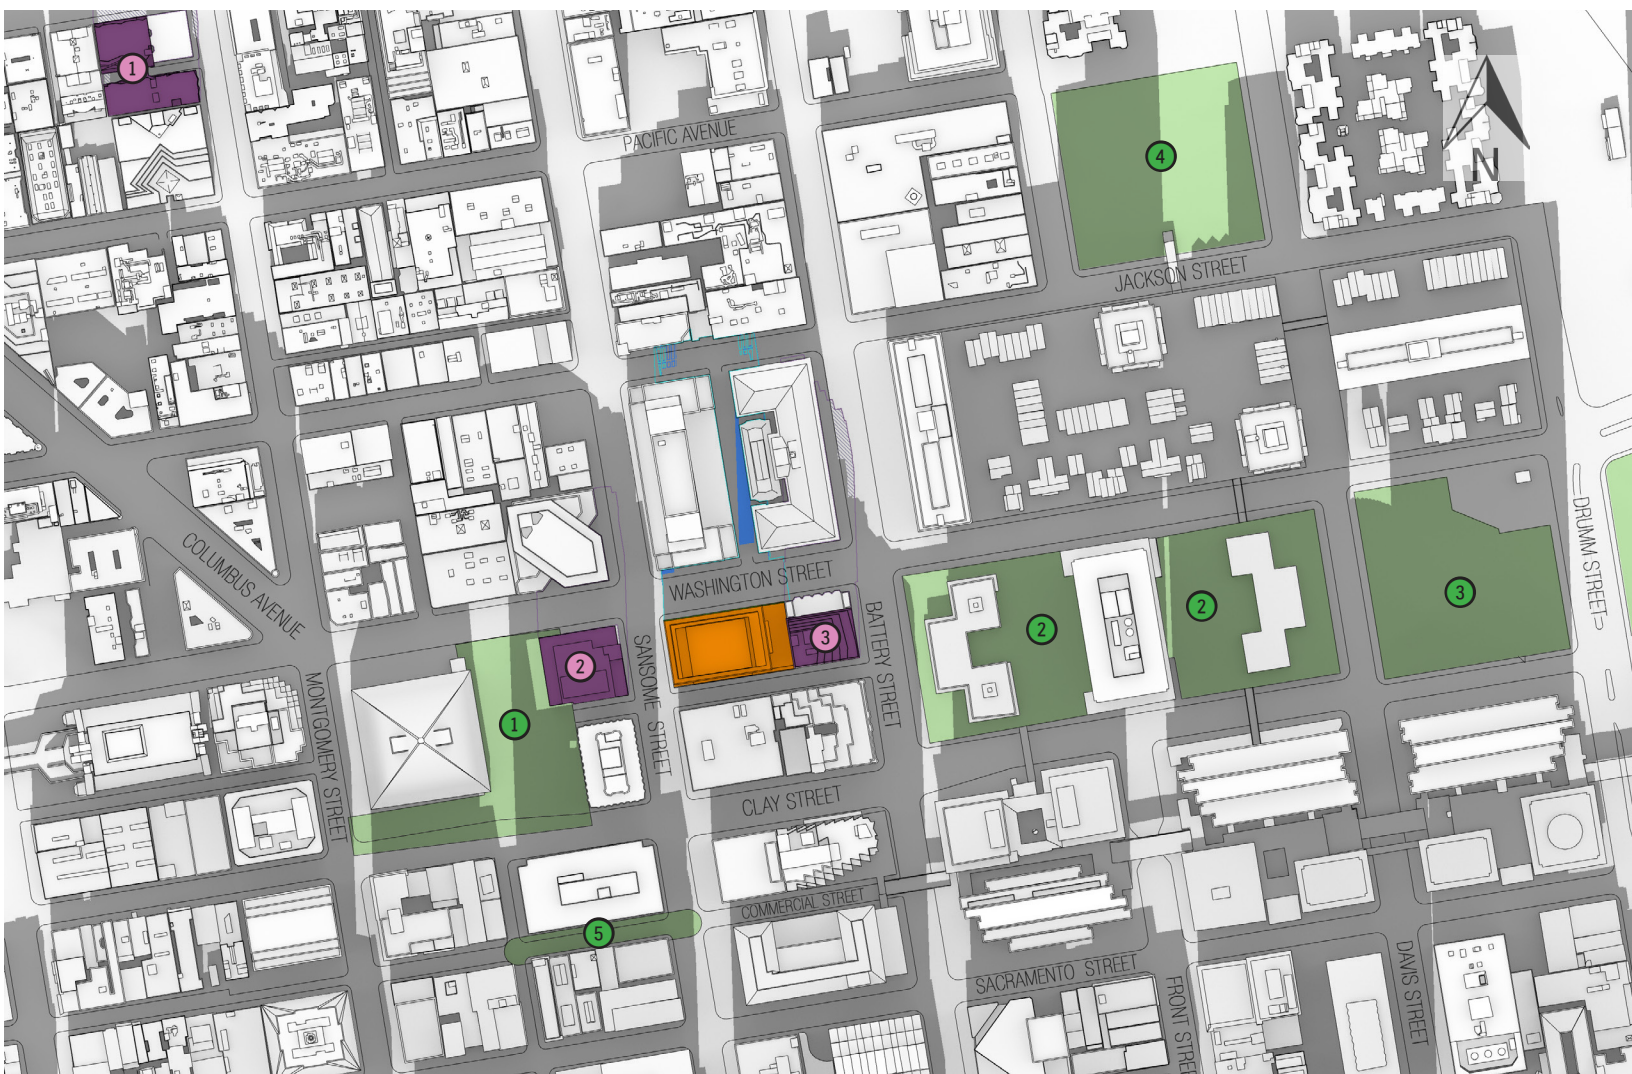 1
PACIFIC AVENUE
4
N
JACKSON STREET
COLUMBUS AVENUE
WASHINGTON STREET
DRUMM STREET
2
3
2
3
2
BATTERY STREET
SANSOME STREET
MONTGOMERY STREET
1
CLAY STREET
COMMERCIAL STREET
5
SACRAMENTO STREET
FRONT STREET
DAVIS STREET